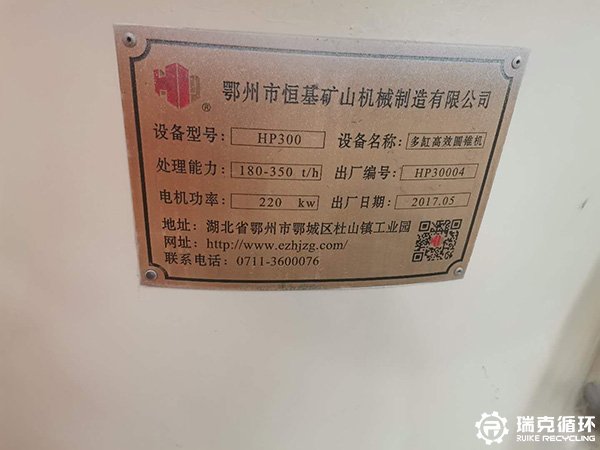 鄂州市恒基矿山机械制造有限公司
®
设备型号: HP300 设备名称: 多缸高效圆锥机
处理能力: 180-350 t/h 出厂编号: HP30004
电机功率: 220 kw 出厂日期: 2017.05
地址: 湖北省鄂州市鄂城区杜山镇工业园
网址: http://www.ezhjzg.com/
联系电话: 0711-3600076
瑞克循环
RUIKE RECYCLING